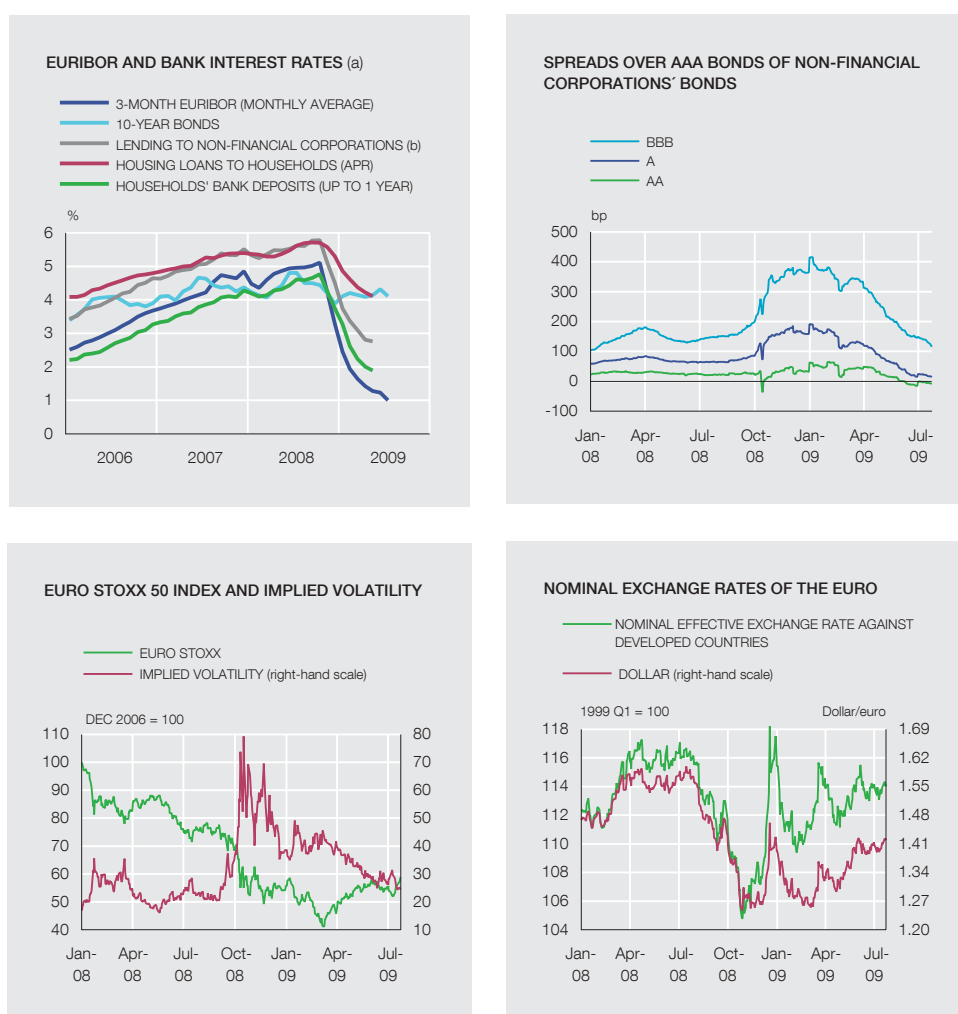 EURIBOR AND BANK INTEREST RATES (a)
3-MONTH EURIBOR (MONTHLY AVERAGE)
10-YEAR BONDS
LENDING TO NON-FINANCIAL CORPORATIONS (b)
HOUSING LOANS TO HOUSEHOLDS (APR)
HOUSEHOLDS' BANK DEPOSITS (UP TO 1 YEAR)
%
6
5
4
3
2
1
0
2006 2007 2008 2009
SPREADS OVER AAA BONDS OF NON-FINANCIAL
CORPORATIONS´ BONDS
BBB
A
AA
bp
500
400
300
200
100
0
-100
Jan- Apr- Jul- Oct- Jan- Apr- Jul-
08 08 08 08 09 09 09
EURO STOXX 50 INDEX AND IMPLIED VOLATILITY
EURO STOXX
IMPLIED VOLATILITY (right-hand scale)
DEC 2006 = 100
110 80
100 70
90 60
80 50
70 40
60 30
50 20
40 10
Jan- Apr- Jul- Oct- Jan- Apr- Jul-
08 08 08 08 09 09 09
NOMINAL EXCHANGE RATES OF THE EURO
NOMINAL EFFECTIVE EXCHANGE RATE AGAINST
DEVELOPED COUNTRIES
DOLLAR (right-hand scale)
1999 Q1 = 100 Dollar/euro
118 1.69
116 1.62
114 1.55
112 1.48
110 1.41
108 1.34
106 1.27
104 1.20
Jan- Apr- Jul- Oct- Jan- Apr- Jul-
08 08 08 08 09 09 09